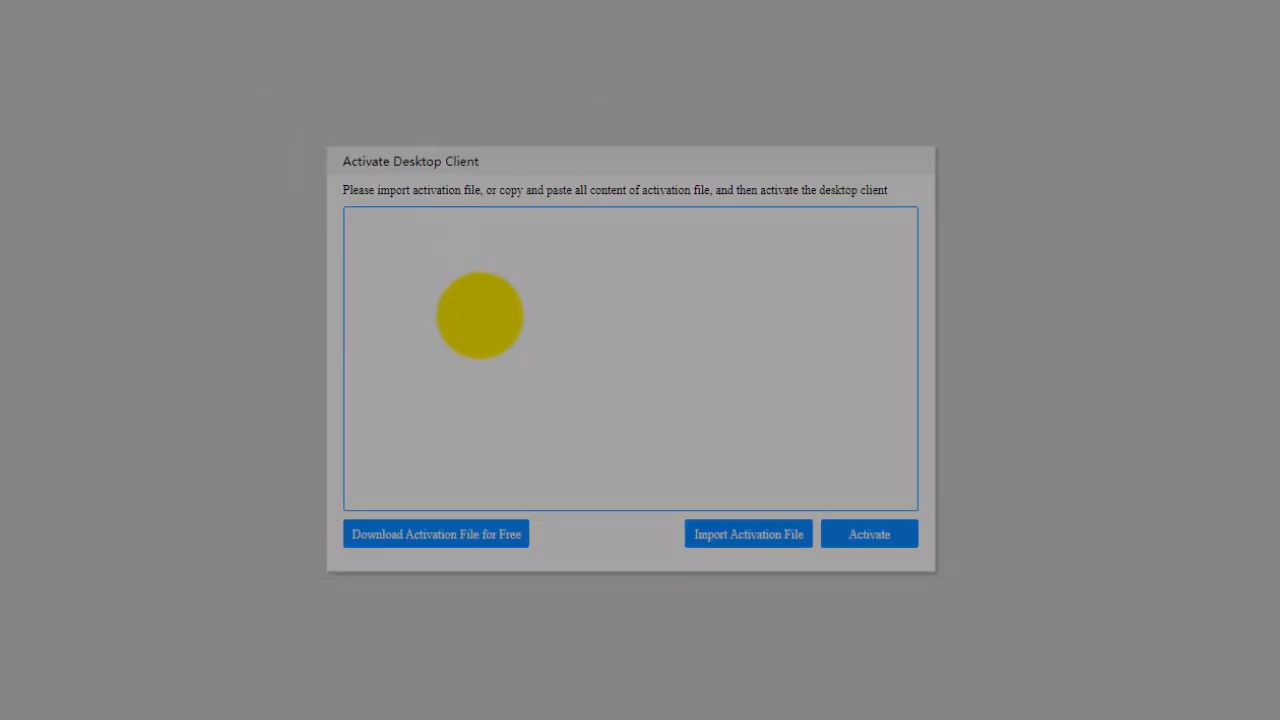 Activate Desktop Client
Please import activation file, or copy and paste all content of activation file, and then activate the desktop client
Download Activation File for Free
Import Activation File
Activate